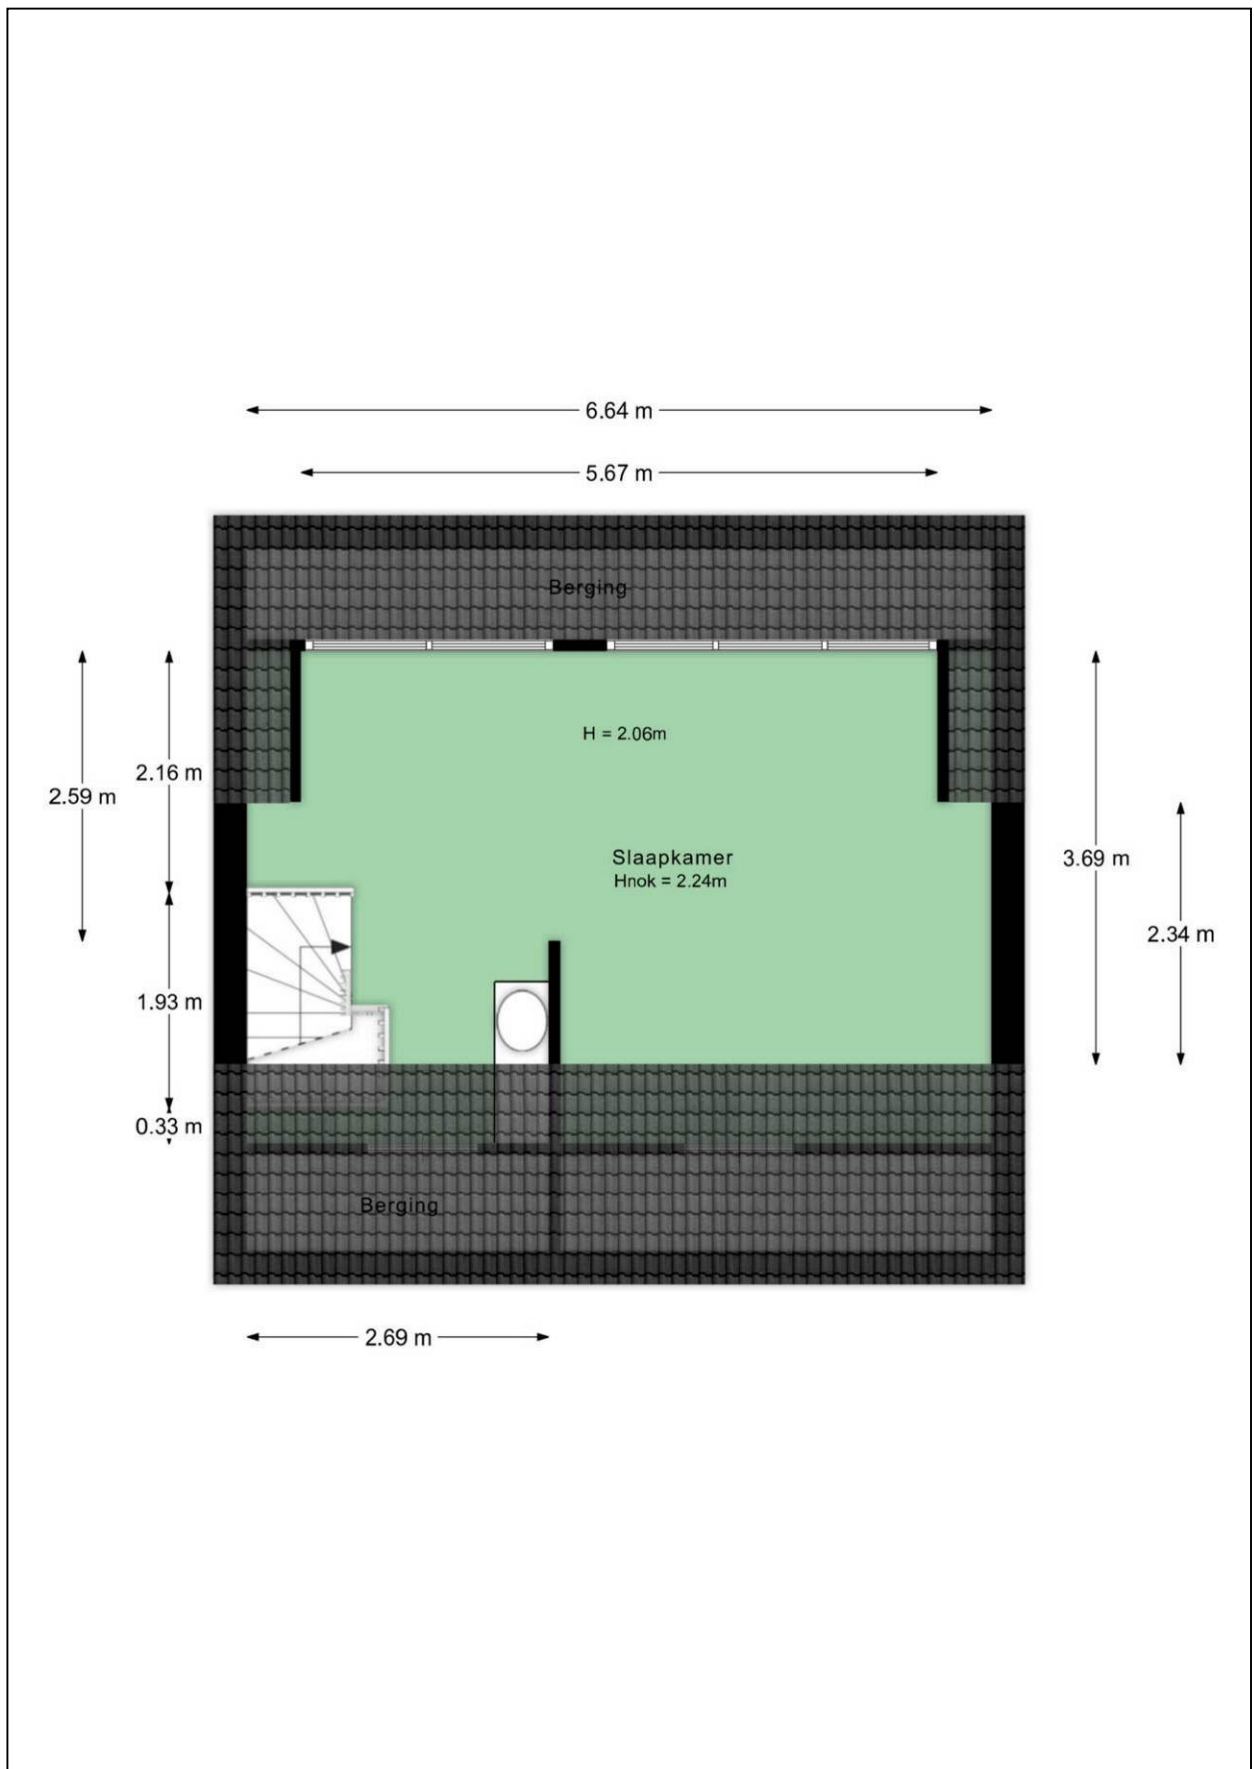 6.64 m
5.67 m
Berging
H = 2.06m
2.16 m
2.59 m
Slaapkamer
Hnok = 2.24m
3.69 m
2.34 m
1.93 m
0.33 m
Berging
2.69 m